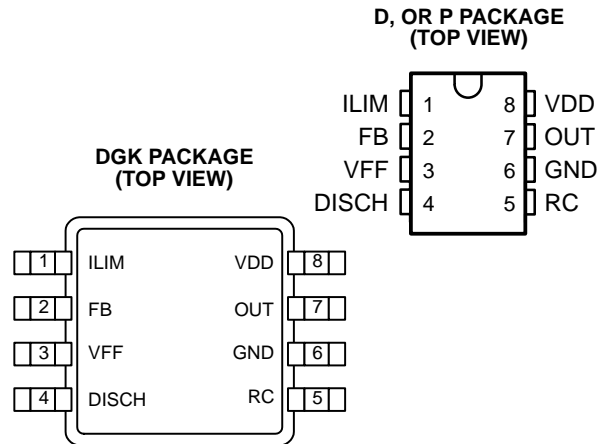 D, OR P PACKAGE
(TOP VIEW)
ILIM 1 8 VDD
FB 2 7 OUT
VFF 3 6 GND
DISCH 4 5 RC
DGK PACKAGE
(TOP VIEW)
1 ILIM VDD 8
2 FB OUT 7
3 VFF GND 6
4 DISCH RC 5